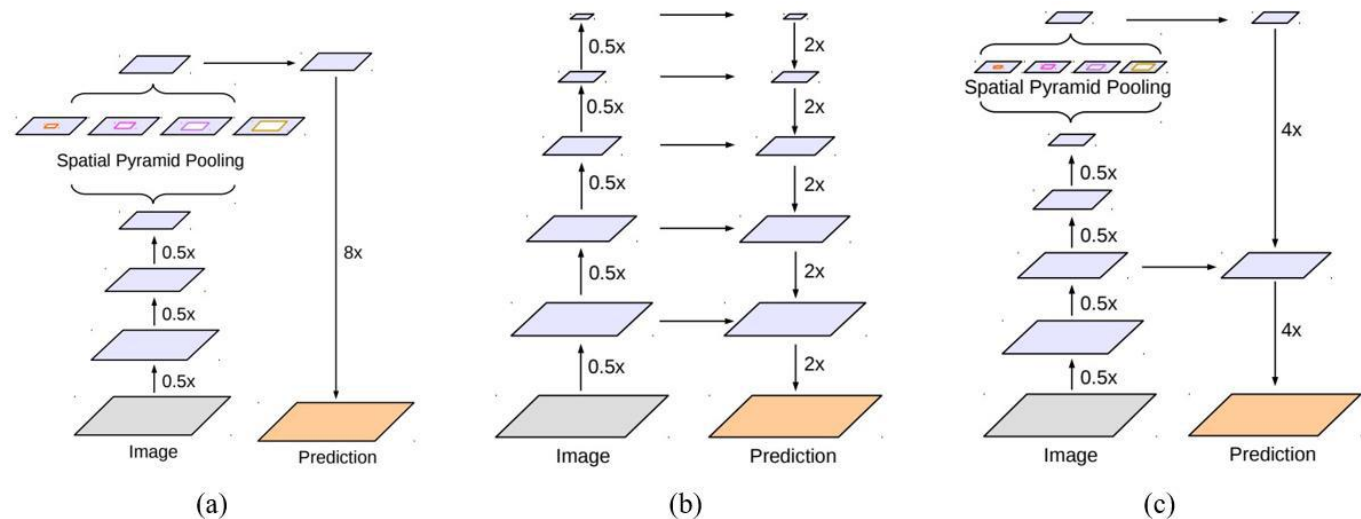 Spatial Pyramid Pooling
0.5x
0.5x
0.5x
8x
Image
Prediction
(a)
0.5x
2x
0.5x
2x
0.5x
2x
0.5x
2x
0.5x
2x
Image
Prediction
(b)
Spatial Pyramid Pooling
4x
0.5x
0.5x
0.5x
4x
0.5x
Image
Prediction
(c)